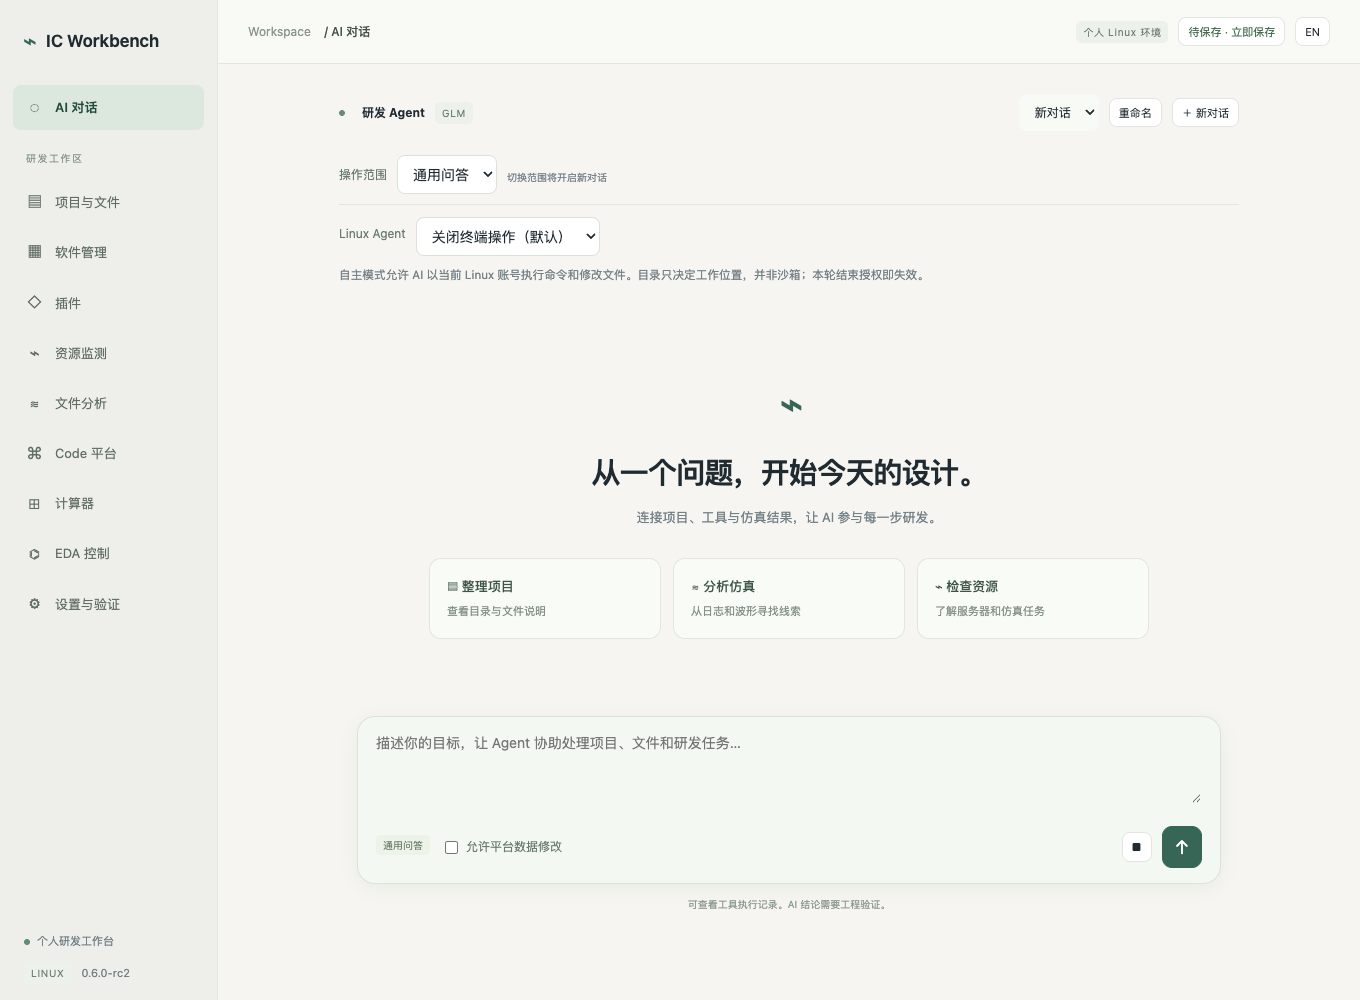 IC Workbench
AI 对话
研发工作区
项目与文件
软件管理
插件
资源监测
文件分析
Code 平台
计算器
EDA 控制
设置与验证
个人研发工作台
LINUX 0.6.0-rc2
Workspace / AI 对话
个人 Linux 环境
待保存 · 立即保存
EN
研发 Agent GLM
新对话
重命名
+ 新对话
操作范围 通用问答 切换范围将开启新对话
Linux Agent 关闭终端操作（默认）
自主模式允许 AI 以当前 Linux 账号执行命令和修改文件。目录只决定工作位置，并非沙箱；本轮结束授权即失效。
从一个问题，开始今天的设计。
连接项目、工具与仿真结果，让 AI 参与每一步研发。
整理项目
查看目录与文件说明
分析仿真
从日志和波形寻找线索
检查资源
了解服务器和仿真任务
描述你的目标，让 Agent 协助处理项目、文件和研发任务...
通用问答 允许平台数据修改
可查看工具执行记录。AI 结论需要工程验证。